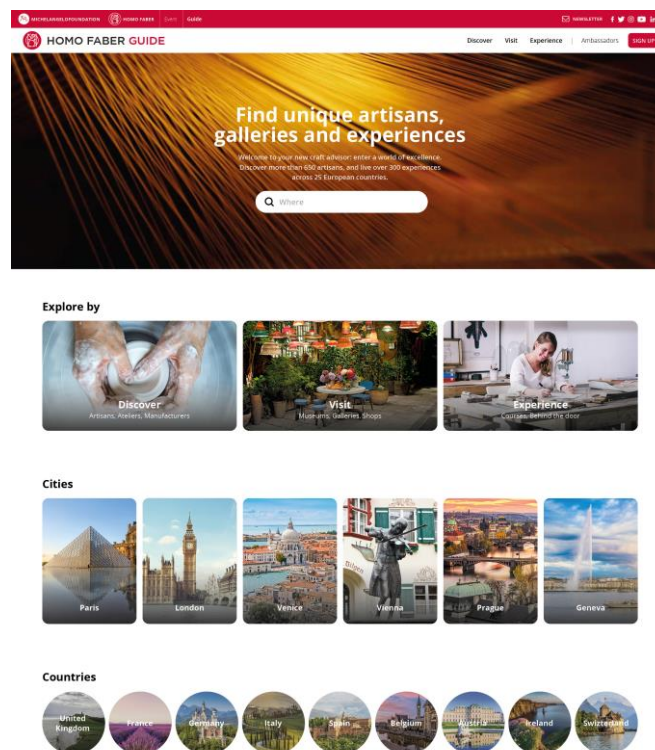 MICHELANGELOFOUNDATION HOMO FABER Event Guide NEWSLETTER
HOMO FABER GUIDE Discover Visit Experience Ambassadors SIGN UP
Find unique artisans,
galleries and experiences
Welcome to your new craft advisor: enter a world of excellence.
Discover more than 650 artisans, and live over 300 experiences
across 25 European countries.
Where
Explore by
Discover Visit Experience
Artisans, Ateliers, Manufacturers Museums, Galleries, Shops Courses, Behind the door
Cities
Paris London Venice Vienna Prague Geneva
Countries
United
Kingdom France Germany Italy Spain Belgium Austria Ireland Switzerland